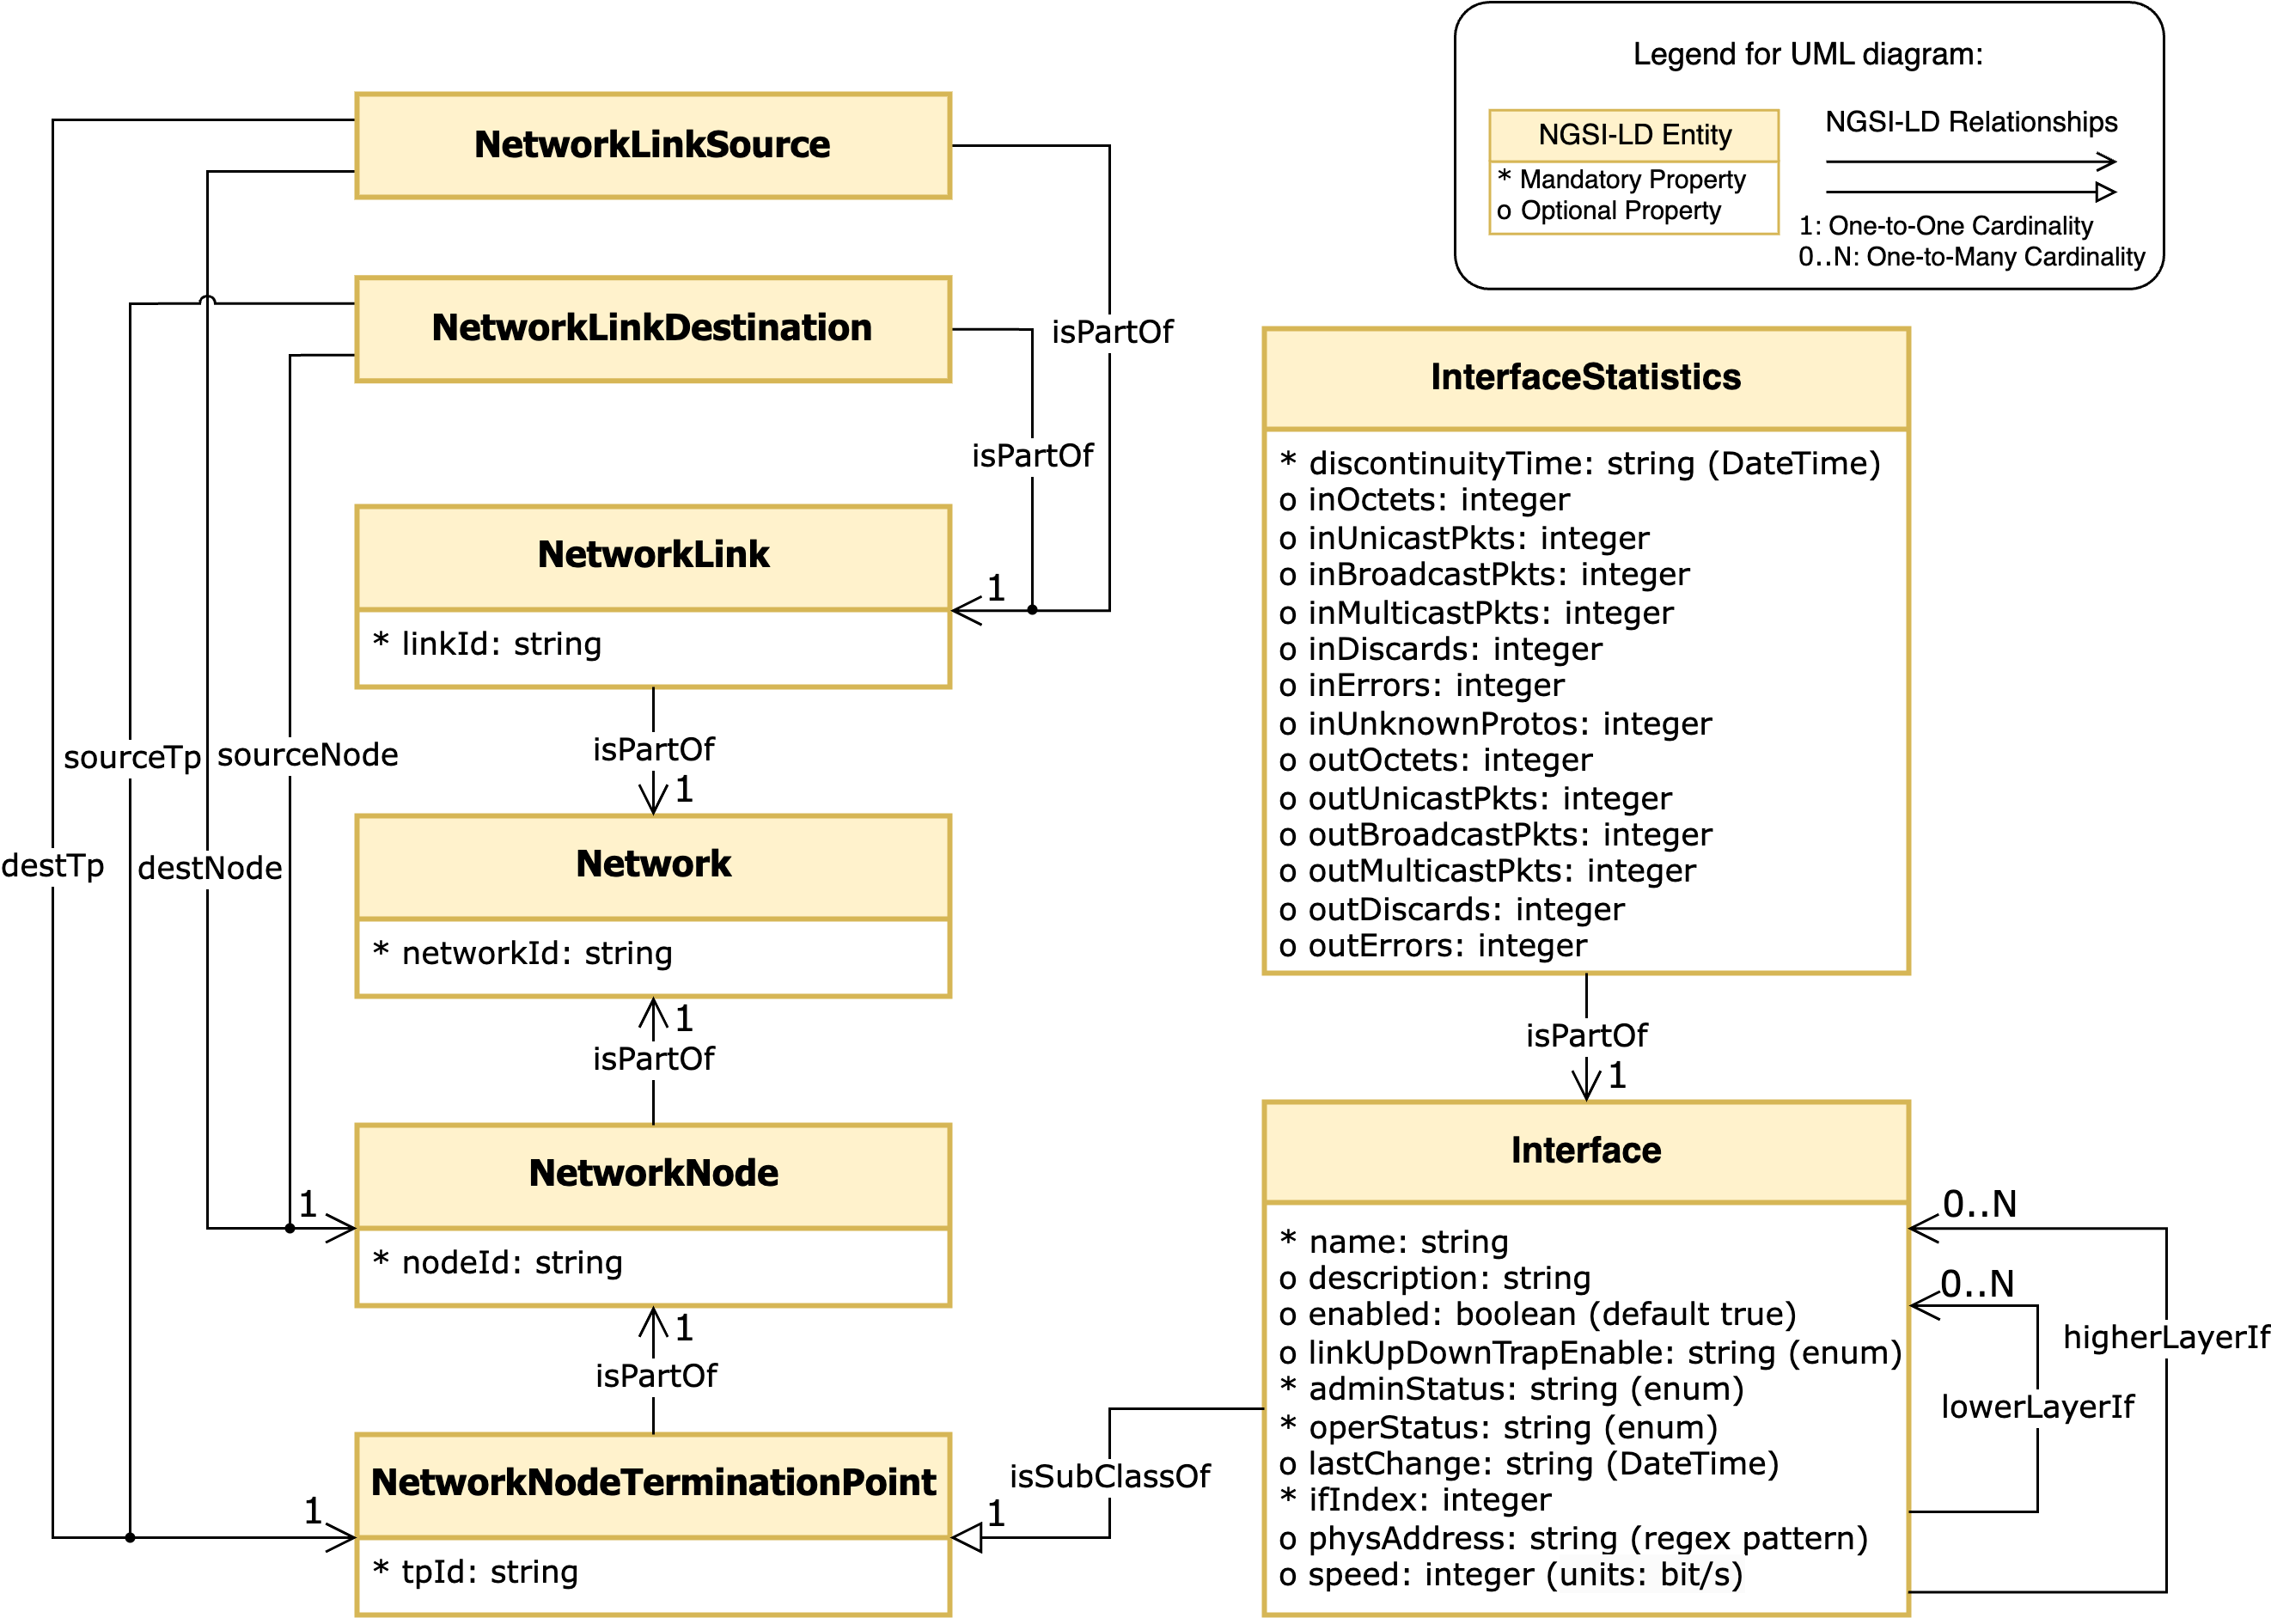 Legend for UML diagram:
NGSI-LD Entity
* Mandatory Property
o Optional Property
NGSI-LD Relationships
1: One-to-One Cardinality
0..N: One-to-Many Cardinality
NetworkLinkSource
NetworkLinkDestination
isPartOf
isPartOf
NetworkLink
1
* linkId: string
isPartOf
1
sourceTp
sourceNode
destTp
destNode
Network
* networkId: string
1
isPartOf
NetworkNode
1
* nodeId: string
1
isPartOf
NetworkNodeTerminationPoint
1
* tpId: string
isSubClassOf
1
InterfaceStatistics
* discontinuityTime: string (DateTime)
o inOctets: integer
o inUnicastPkts: integer
o inBroadcastPkts: integer
o inMulticastPkts: integer
o inDiscards: integer
o inErrors: integer
o inUnknownProtos: integer
o outOctets: integer
o outUnicastPkts: integer
o outBroadcastPkts: integer
o outMulticastPkts: integer
o outDiscards: integer
o outErrors: integer
isPartOf
1
Interface
* name: string
o description: string
o enabled: boolean (default true)
o linkUpDownTrapEnable: string (enum)
* adminStatus: string (enum)
* operStatus: string (enum)
o lastChange: string (DateTime)
* ifIndex: integer
o physAddress: string (regex pattern)
o speed: integer (units: bit/s)
0..N
0..N
higherLayerIf
lowerLayerIf